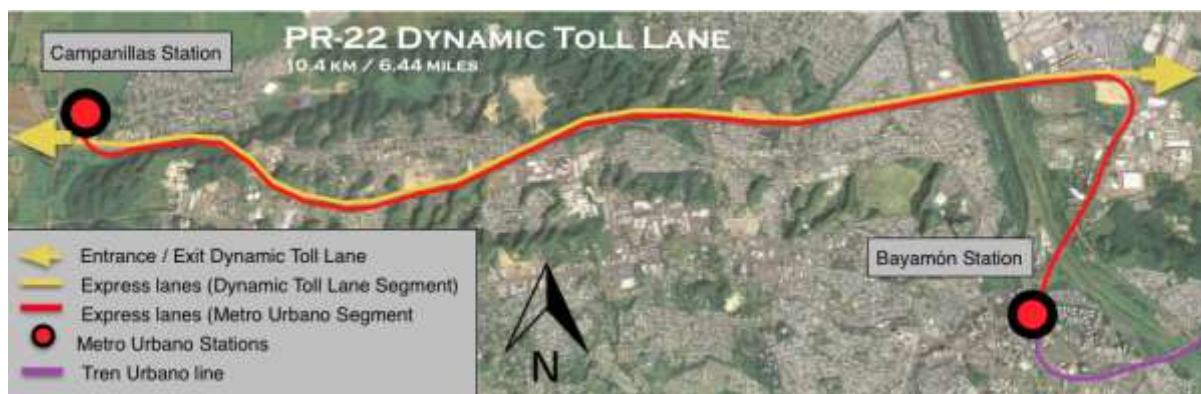 PR-22 DYNAMIC TOLL LANE
10.4 KM / 6.44 MILES
Campanillas Station
Bayamón Station
Entrance / Exit Dynamic Toll Lane
Express lanes (Dynamic Toll Lane Segment)
Express lanes (Metro Urbano Segment
Metro Urbano Stations
Tren Urbano line
N